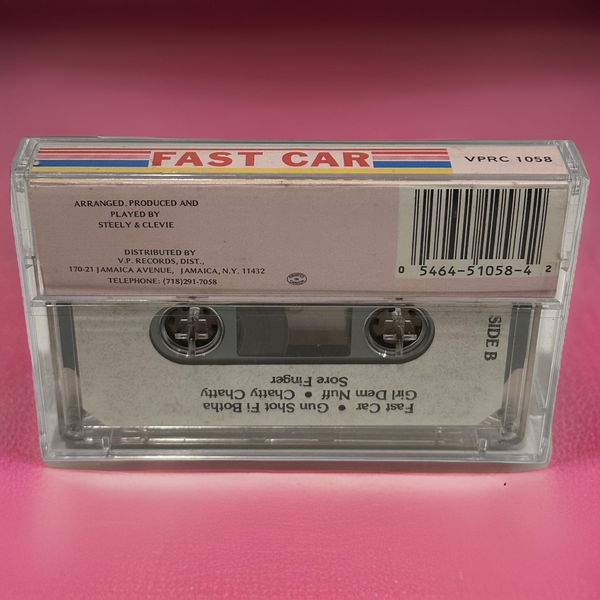 FAST CAR
VPRC 1058
ARRANGED, PRODUCED AND
PLAYED BY
STEELY & CLEVIE
DISTRIBUTED BY
V.P. RECORDS, DIST.,
170-21 JAMAICA AVENUE, JAMAICA, N.Y. 11432
TELEPHONE: (718)291-7058
0 5464-51058-4 2
SIDE B
Fast Car • Gun Shot Fi Botha
Girl Dem Nuff • Chatty Chatty
Sore Finger